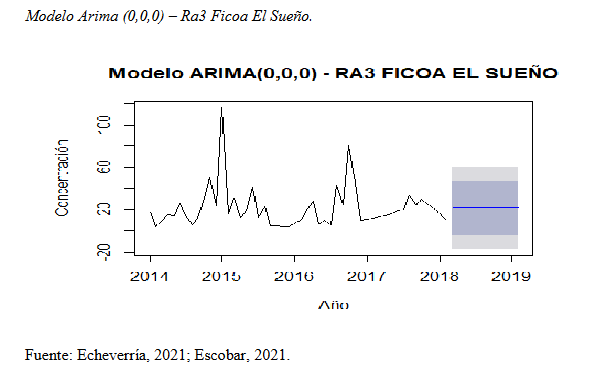 Modelo Arima (0,0,0) – Ra3 Ficoa El Sueño.
Modelo ARIMA(0,0,0) - RA3 FICOA EL SUEÑO
Concentración
100
60
20
-20
2014 2015 2016 2017 2018 2019
Año
Fuente: Echeverría, 2021; Escobar, 2021.